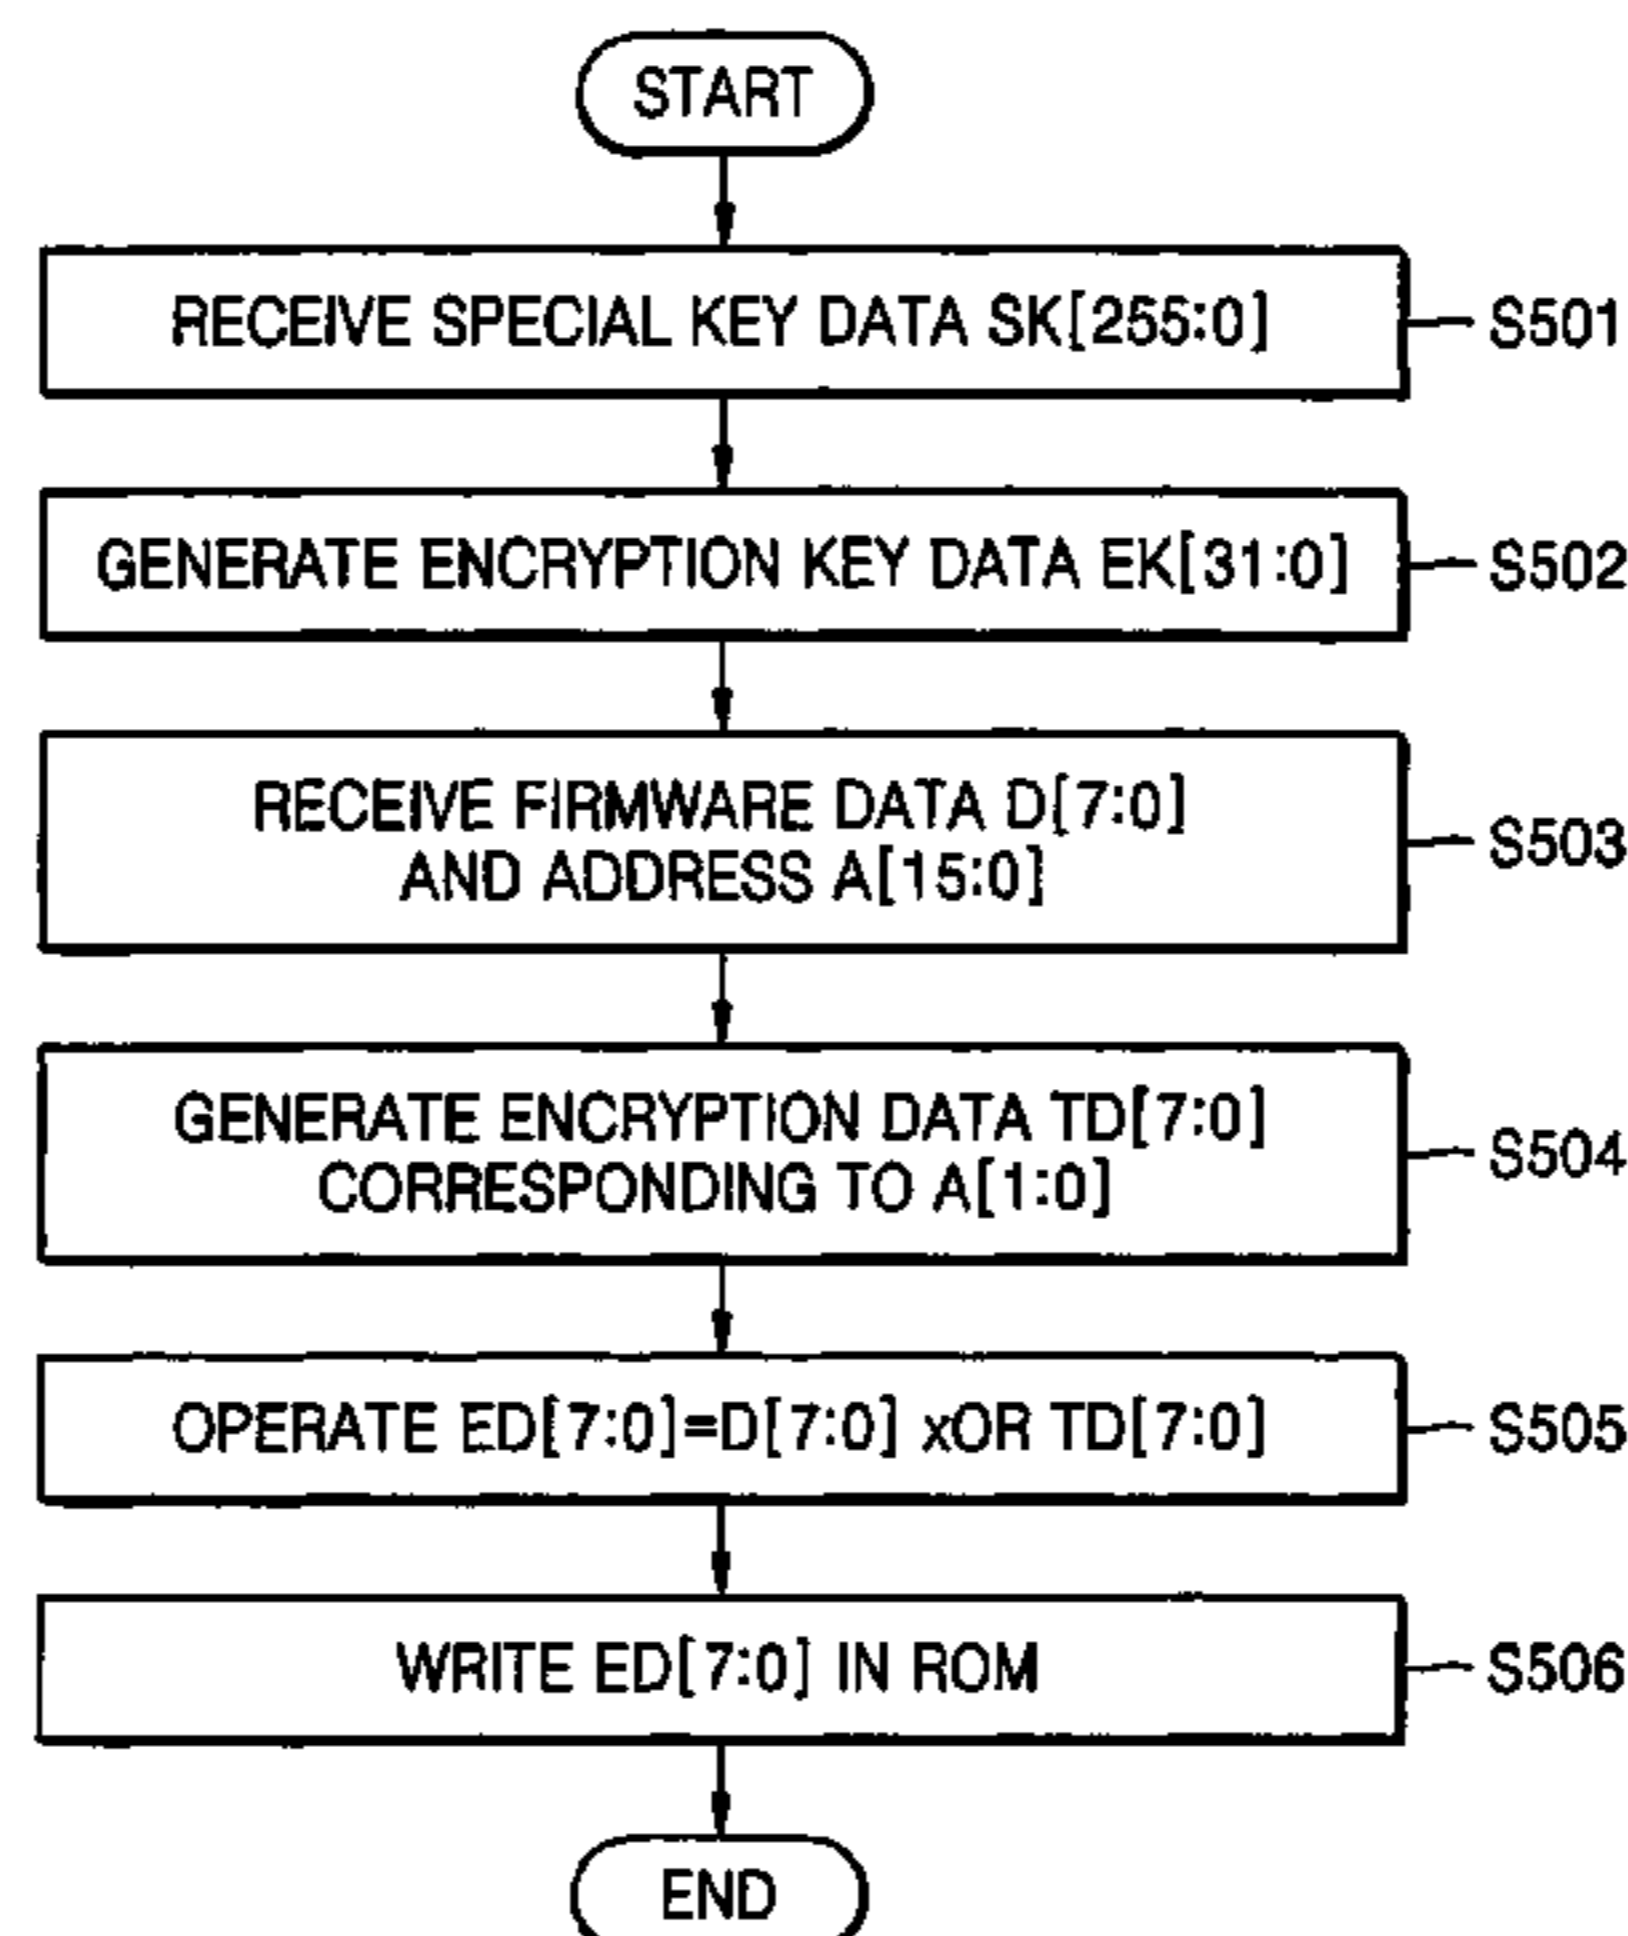 START
RECEIVE SPECIAL KEY DATA SK[255:0]
S501
GENERATE ENCRYPTION KEY DATA EK[31:0]
S502
RECEIVE FIRMWARE DATA D[7:0]
AND ADDRESS A[15:0]
S503
GENERATE ENCRYPTION DATA TD[7:0]
CORRESPONDING TO A[1:0]
S504
OPERATE ED[7:0]=D[7:0] xOR TD[7:0]
S505
WRITE ED[7:0] IN ROM
S506
END